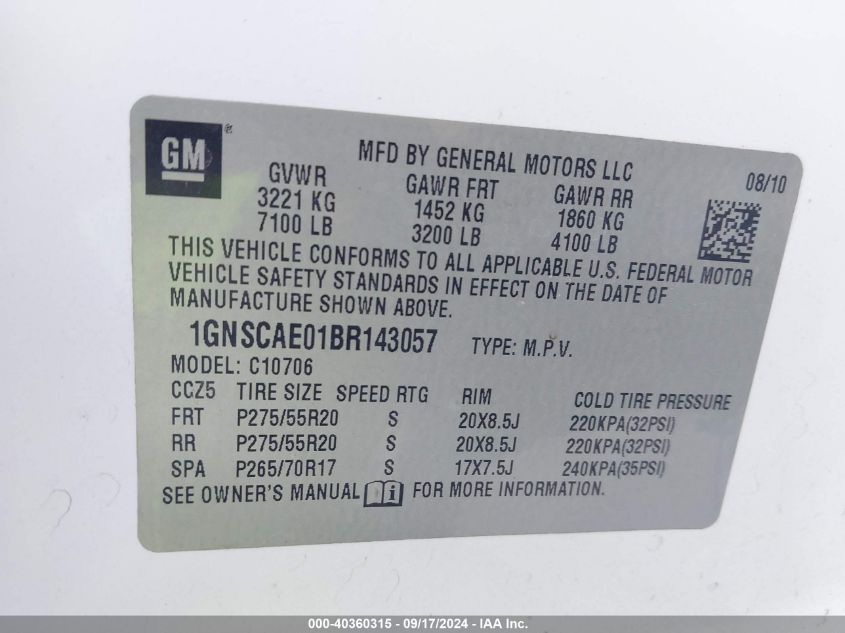 GM®
MFD BY GENERAL MOTORS LLC
08/10
GVWR GAWR FRT GAWR RR
3221 KG 1452 KG 1860 KG
7100 LB 3200 LB 4100 LB
THIS VEHICLE CONFORMS TO ALL APPLICABLE U.S. FEDERAL MOTOR
VEHICLE SAFETY STANDARDS IN EFFECT ON THE DATE OF
MANUFACTURE SHOWN ABOVE.
1GNSCAE01BR143057 TYPE: M.P.V.
MODEL: C10706
CCZ5 TIRE SIZE SPEED RTG RIM COLD TIRE PRESSURE
FRT P275/55R20 S 20X8.5J 220KPA(32PSI)
RR P275/55R20 S 20X8.5J 220KPA(32PSI)
SPA P265/70R17 S 17X7.5J 240KPA(35PSI)
SEE OWNER'S MANUAL i FOR MORE INFORMATION.
000-40360315 - 09/17/2024 - IAA Inc.